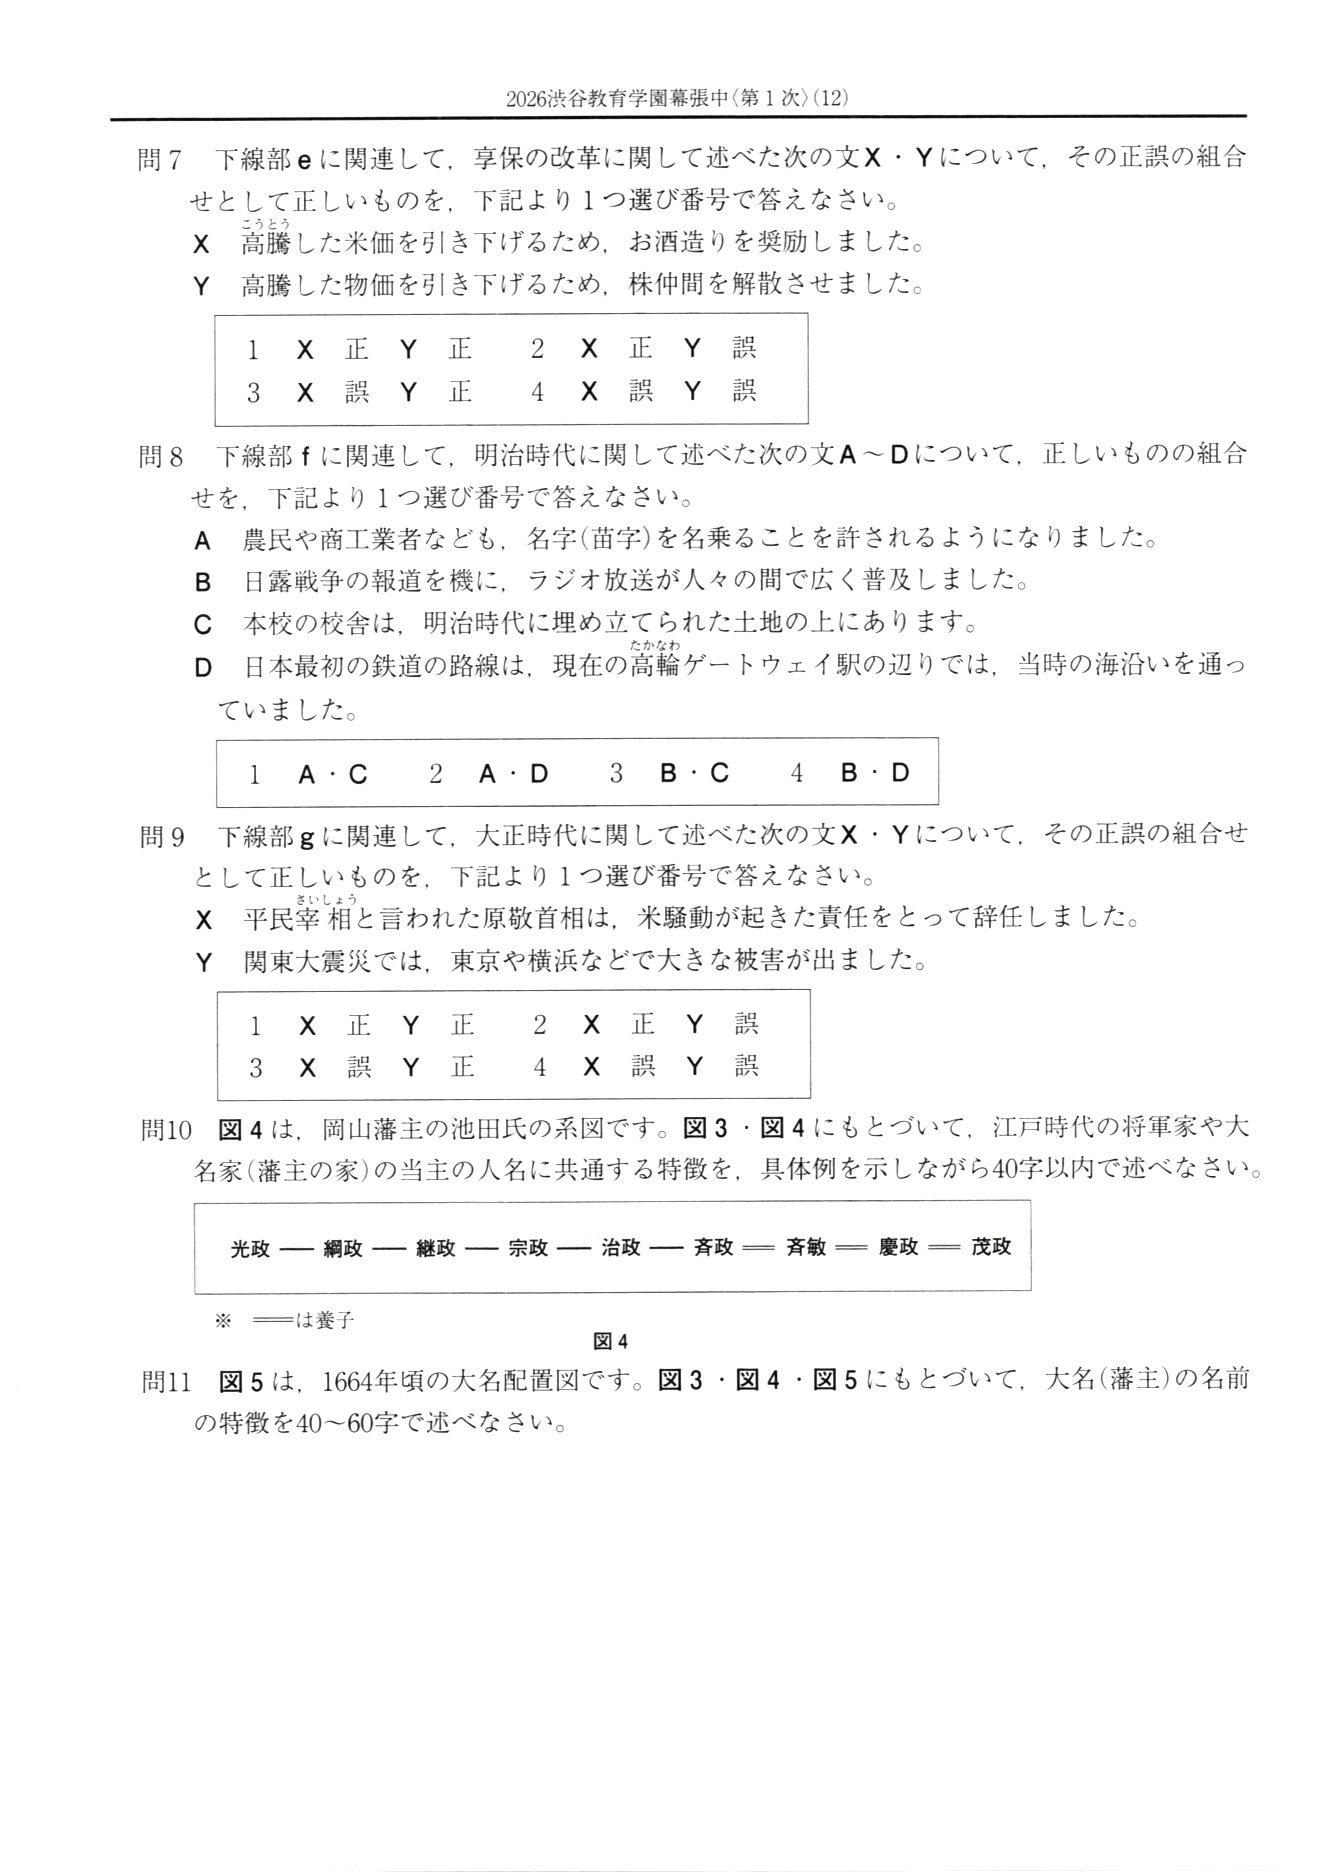 2026渋谷教育学園幕張中〈第1次〉(12)
問7 下線部eに関連して，享保の改革に関して述べた次の文X・Yについて，その正誤の組合
せとして正しいものを，下記より1つ選び番号で答えなさい。
こうとう
X 高騰した米価を引き下げるため，お酒造りを奨励しました。
Y 高騰した物価を引き下げるため，株仲間を解散させました。
1 X 正 Y 正 2 X 正 Y 誤
3 X 誤 Y 正 4 X 誤 Y 誤
問8 下線部fに関連して，明治時代に関して述べた次の文A～Dについて，正しいものの組合
せを，下記より1つ選び番号で答えなさい。
A 農民や商工業者なども，名字(苗字)を名乗ることを許されるようになりました。
B 日露戦争の報道を機に，ラジオ放送が人々の間で広く普及しました。
C 本校の校舎は，明治時代に埋め立てられた土地の上にあります。
たかなわ
D 日本最初の鉄道の路線は，現在の高輪ゲートウェイ駅の辺りでは，当時の海沿いを通っ
ていました。
1 A・C 2 A・D 3 B・C 4 B・D
問9 下線部gに関連して，大正時代に関して述べた次の文X・Yについて，その正誤の組合せ
として正しいものを，下記より1つ選び番号で答えなさい。
さいしょう
X 平民宰相と言われた原敬首相は，米騒動が起きた責任をとって辞任しました。
Y 関東大震災では，東京や横浜などで大きな被害が出ました。
1 X 正 Y 正 2 X 正 Y 誤
3 X 誤 Y 正 4 X 誤 Y 誤
問10 図4は，岡山藩主の池田氏の系図です。図3・図4にもとづいて，江戸時代の将軍家や大
名家(藩主の家)の当主の人名に共通する特徴を，具体例を示しながら40字以内で述べなさい。
光政 ― 綱政 ― 継政 ― 宗政 ― 治政 ― 斉政 ＝ 斉敏 ＝ 慶政 ＝ 茂政
※ ＝は養子
図4
問11 図5は，1664年頃の大名配置図です。図3・図4・図5にもとづいて，大名(藩主)の名前
の特徴を40～60字で述べなさい。